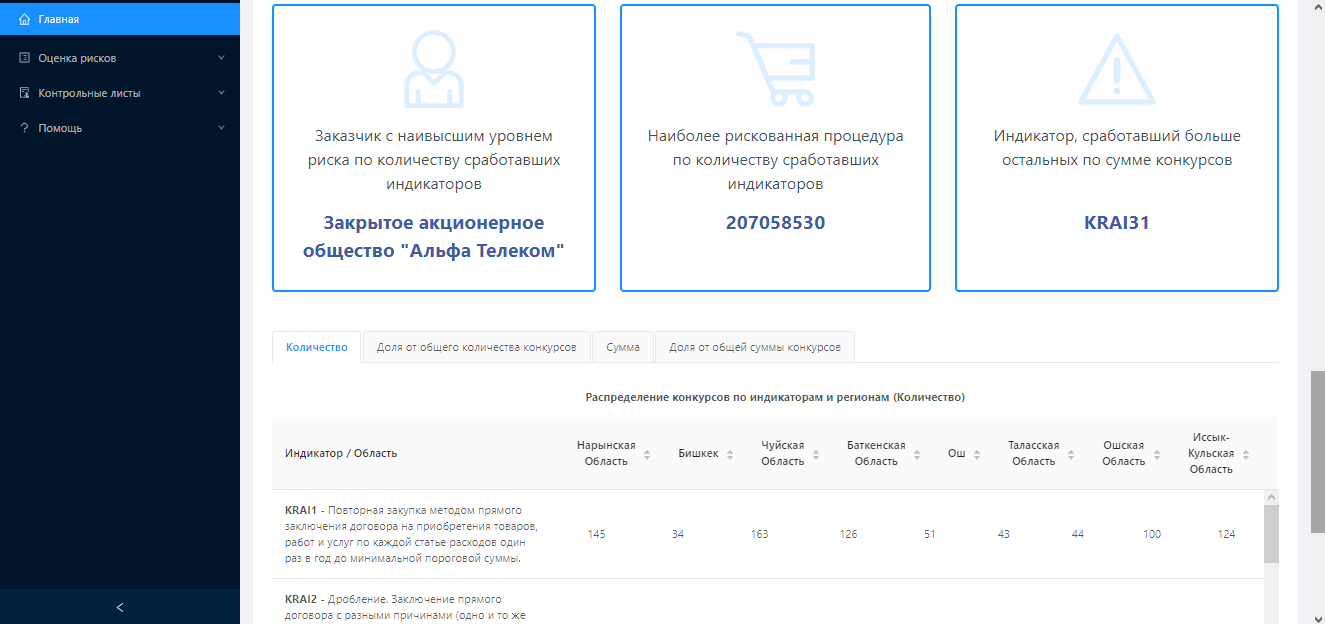 Главная
Оценка рисков
Контрольные листы
Помощь
Заказчик с наивысшим уровнем
риска по количеству сработавших
индикаторов
Закрытое акционерное
общество "Альфа Телеком"
Наиболее рискованная процедура
по количеству сработавших
индикаторов
207058530
Индикатор, сработавший больше
остальных по сумме конкурсов
KRAI31
Количество
Доля от общего количества конкурсов
Сумма
Доля от общей суммы конкурсов
Распределение конкурсов по индикаторам и регионам (Количество)
Индикатор / Область
Нарынская
Область
Бишкек
Чуйская
Область
Баткенская
Область
Ош
Таласская
Область
Ошская
Область
Иссык-
Кульская
Область
KRAI1 - Повторная закупка методом прямого
заключения договора на приобретения товаров,
работ и услуг по каждой статье расходов один
раз в год до минимальной пороговой суммы.
145
34
163
126
51
43
44
100
124
KRAI2 - Дробление. Заключение прямого
договора с разными причинами (одно и то же